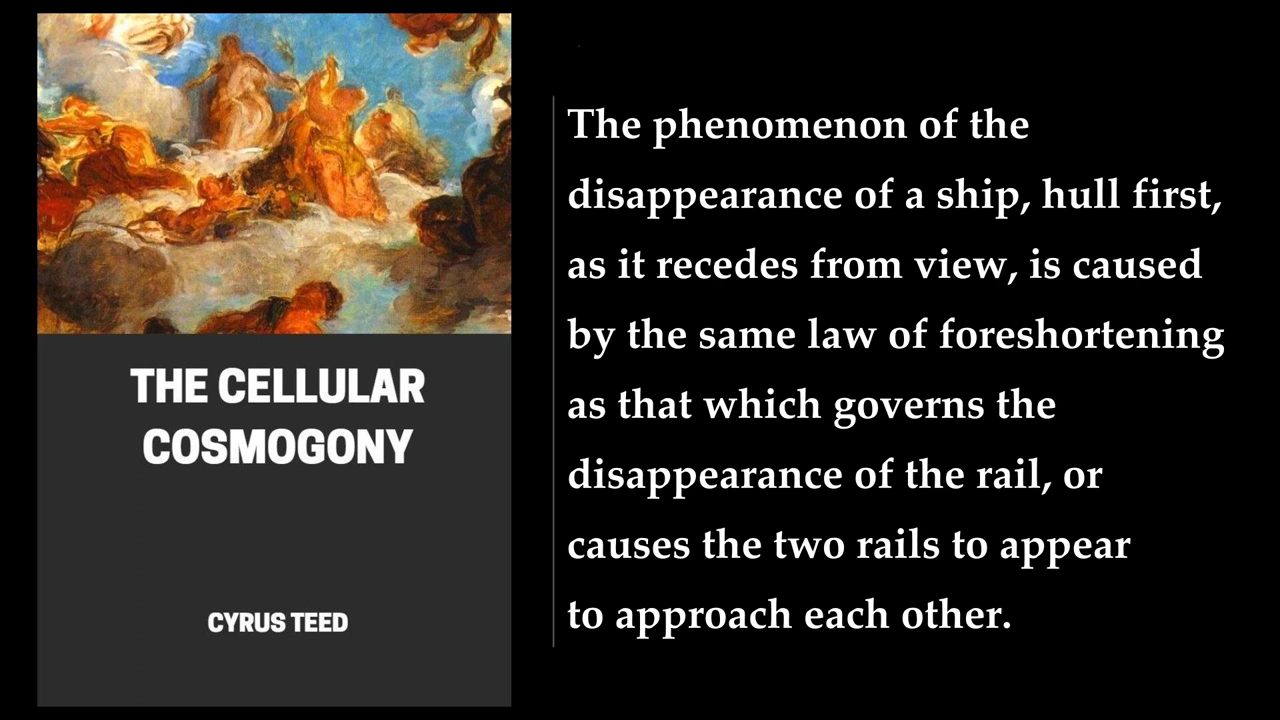 THE CELLULAR
COSMOGONY
CYRUS TEED
The phenomenon of the
disappearance of a ship, hull first,
as it recedes from view, is caused
by the same law of foreshortening
as that which governs the
disappearance of the rail, or
causes the two rails to appear
to approach each other.